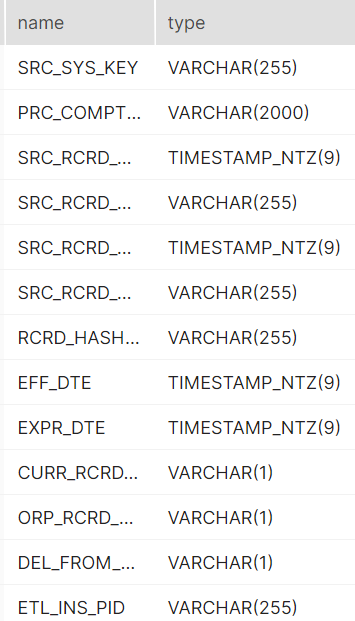 name type
SRC_SYS_KEY VARCHAR(255)
PRC_COMPT... VARCHAR(2000)
SRC_RCRD_... TIMESTAMP_NTZ(9)
SRC_RCRD_... VARCHAR(255)
SRC_RCRD_... TIMESTAMP_NTZ(9)
SRC_RCRD_... VARCHAR(255)
RCRD_HASH... VARCHAR(255)
EFF_DTE TIMESTAMP_NTZ(9)
EXPR_DTE TIMESTAMP_NTZ(9)
CURR_RCRD... VARCHAR(1)
ORP_RCRD_... VARCHAR(1)
DEL_FROM_... VARCHAR(1)
ETL_INS_PID VARCHAR(255)